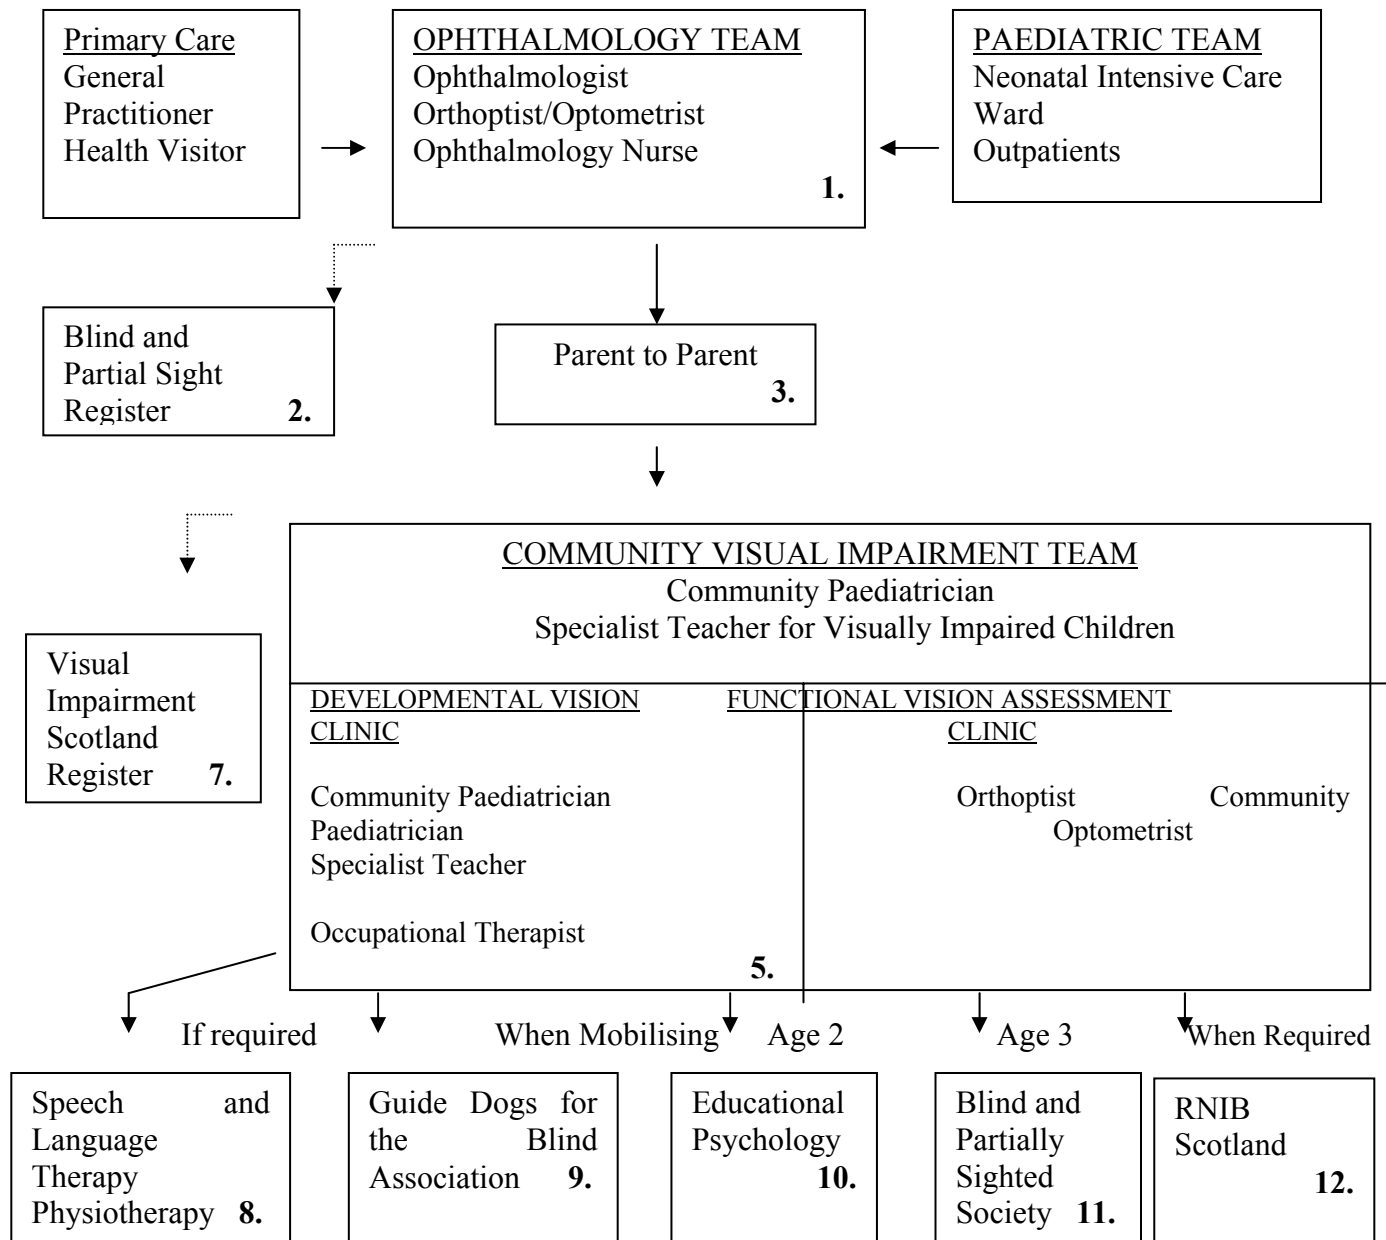 Primary Care
General
Practitioner
Health Visitor
OPHTHALMOLOGY TEAM
Ophthalmologist
Orthoptist/Optometrist
Ophthalmology Nurse
1.
PAEDIATRIC TEAM
Neonatal Intensive Care
Ward
Outpatients
Blind and
Partial Sight
Register 2.
Parent to Parent
3.
COMMUNITY VISUAL IMPAIRMENT TEAM
Community Paediatrician
Specialist Teacher for Visually Impaired Children
Visual
Impairment
Scotland
Register 7.
DEVELOPMENTAL VISION
CLINIC
Community Paediatrician
Paediatrician
Specialist Teacher
Occupational Therapist
5.
FUNCTIONAL VISION ASSESSMENT
CLINIC
Orthoptist Community
Optometrist
If required
When Mobilising
Age 2
Age 3
When Required
Speech and
Language
Therapy
Physiotherapy 8.
Guide Dogs for
the Blind
Association 9.
Educational
Psychology
10.
Blind and
Partially
Sighted
Society 11.
RNIB
Scotland
12.